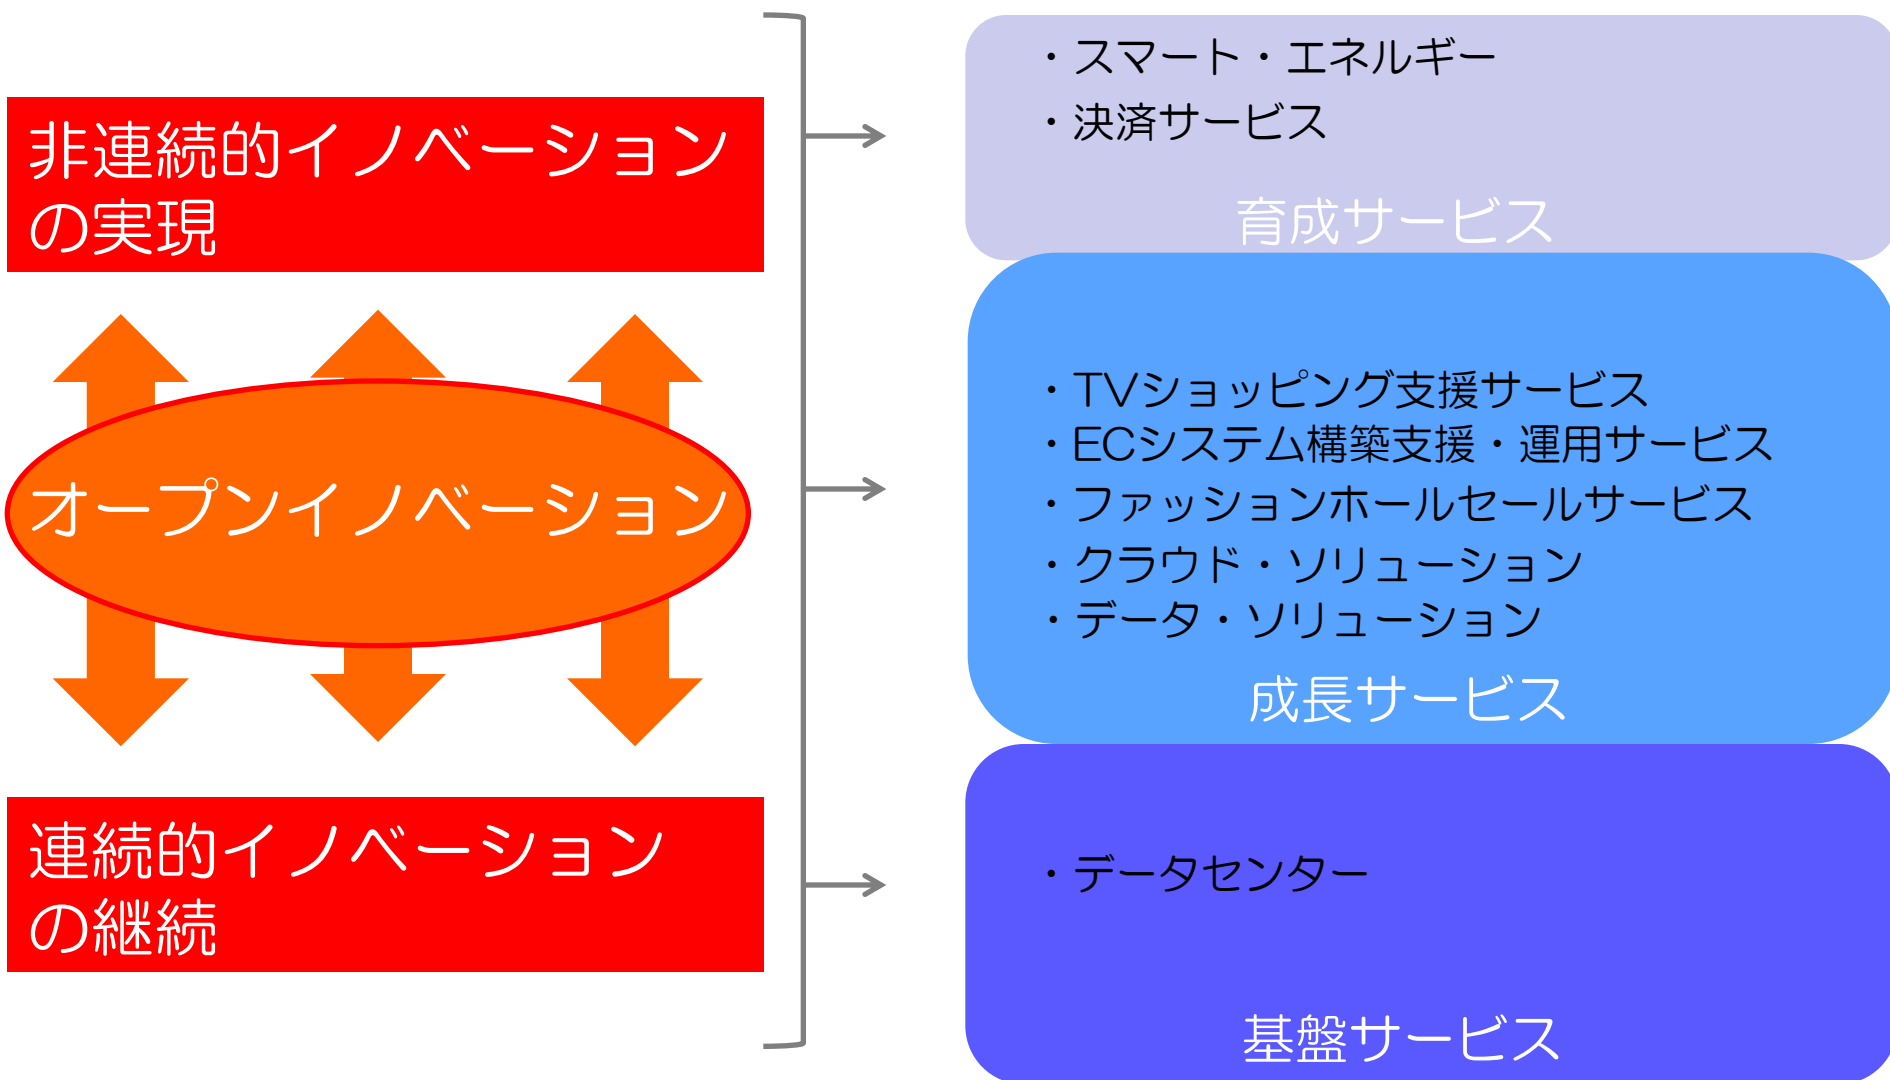 非連続的イノベーション
の実現
オープンイノベーション
連続的イノベーション
の継続
・スマート・エネルギー
・決済サービス
育成サービス
・TVショッピング支援サービス
・ECシステム構築支援・運用サービス
・ファッションホールセールサービス
・クラウド・ソリューション
・データ・ソリューション
成長サービス
・データセンター
基盤サービス